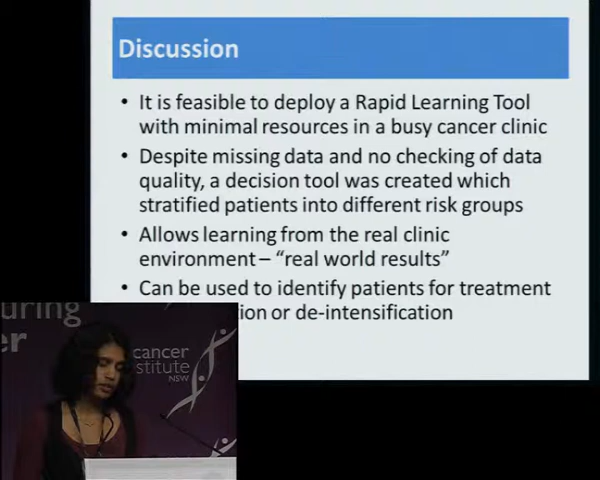 Discussion
• It is feasible to deploy a Rapid Learning Tool
with minimal resources in a busy cancer clinic
• Despite missing data and no checking of data
quality, a decision tool was created which
stratified patients into different risk groups
• Allows learning from the real clinic
environment – “real world results”
• Can be used to identify patients for treatment
ion or de-intensification
uring
er
cancer
stitute
NSW